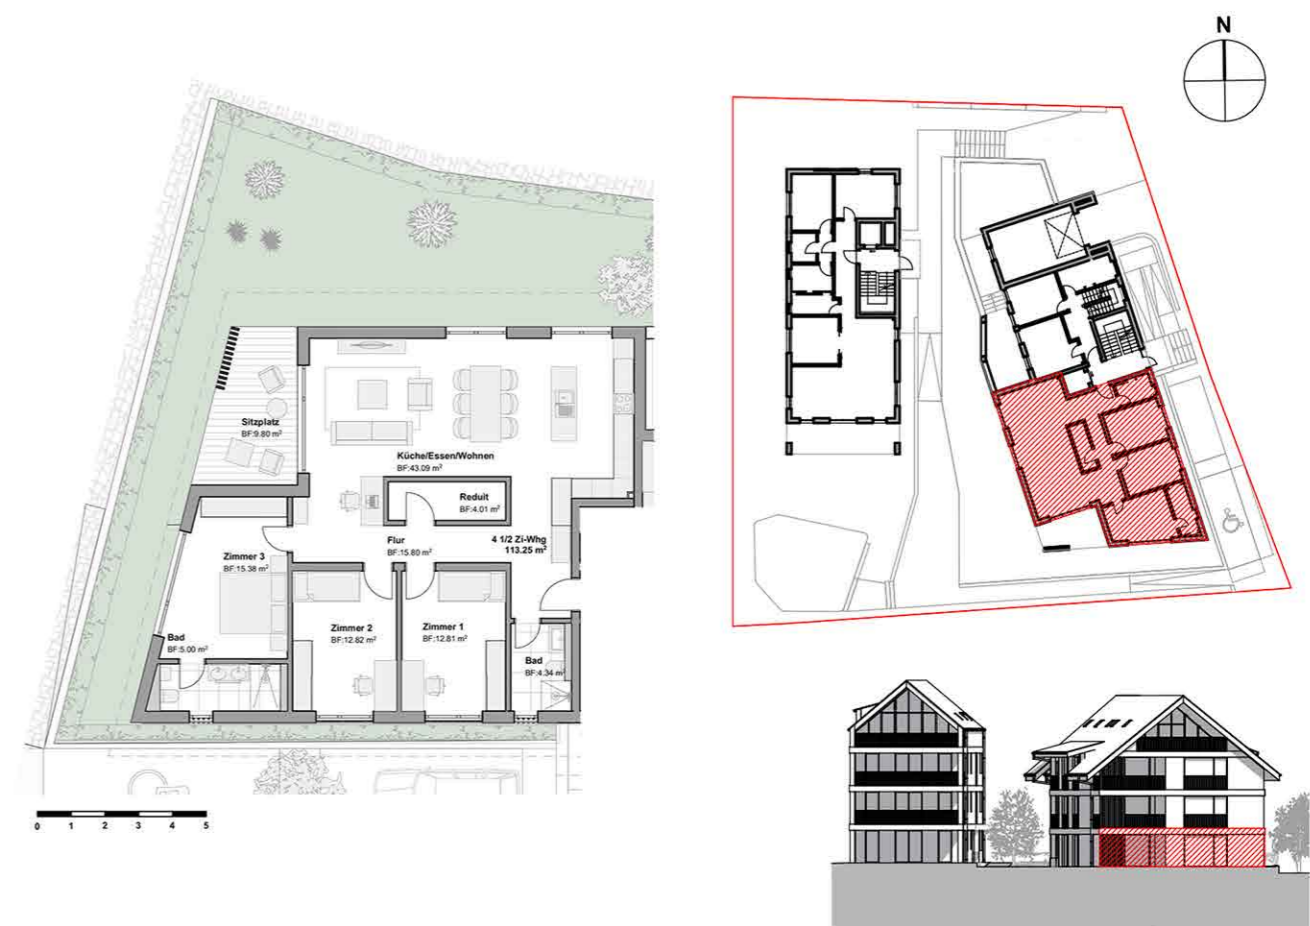 N
Sitzplatz
BF:9.80 m²
Küche/Essen/Wohnen
BF:43.09 m²
Reduit
BF:4.01 m²
Flur
BF:15.80 m²
4 1/2 Zi-Whg
113.25 m²
Zimmer 3
BF:15.38 m²
Zimmer 2
BF:12.82 m²
Zimmer 1
BF:12.81 m²
Bad
BF:5.00 m²
Bad
BF:4.34 m²
0 1 2 3 4 5